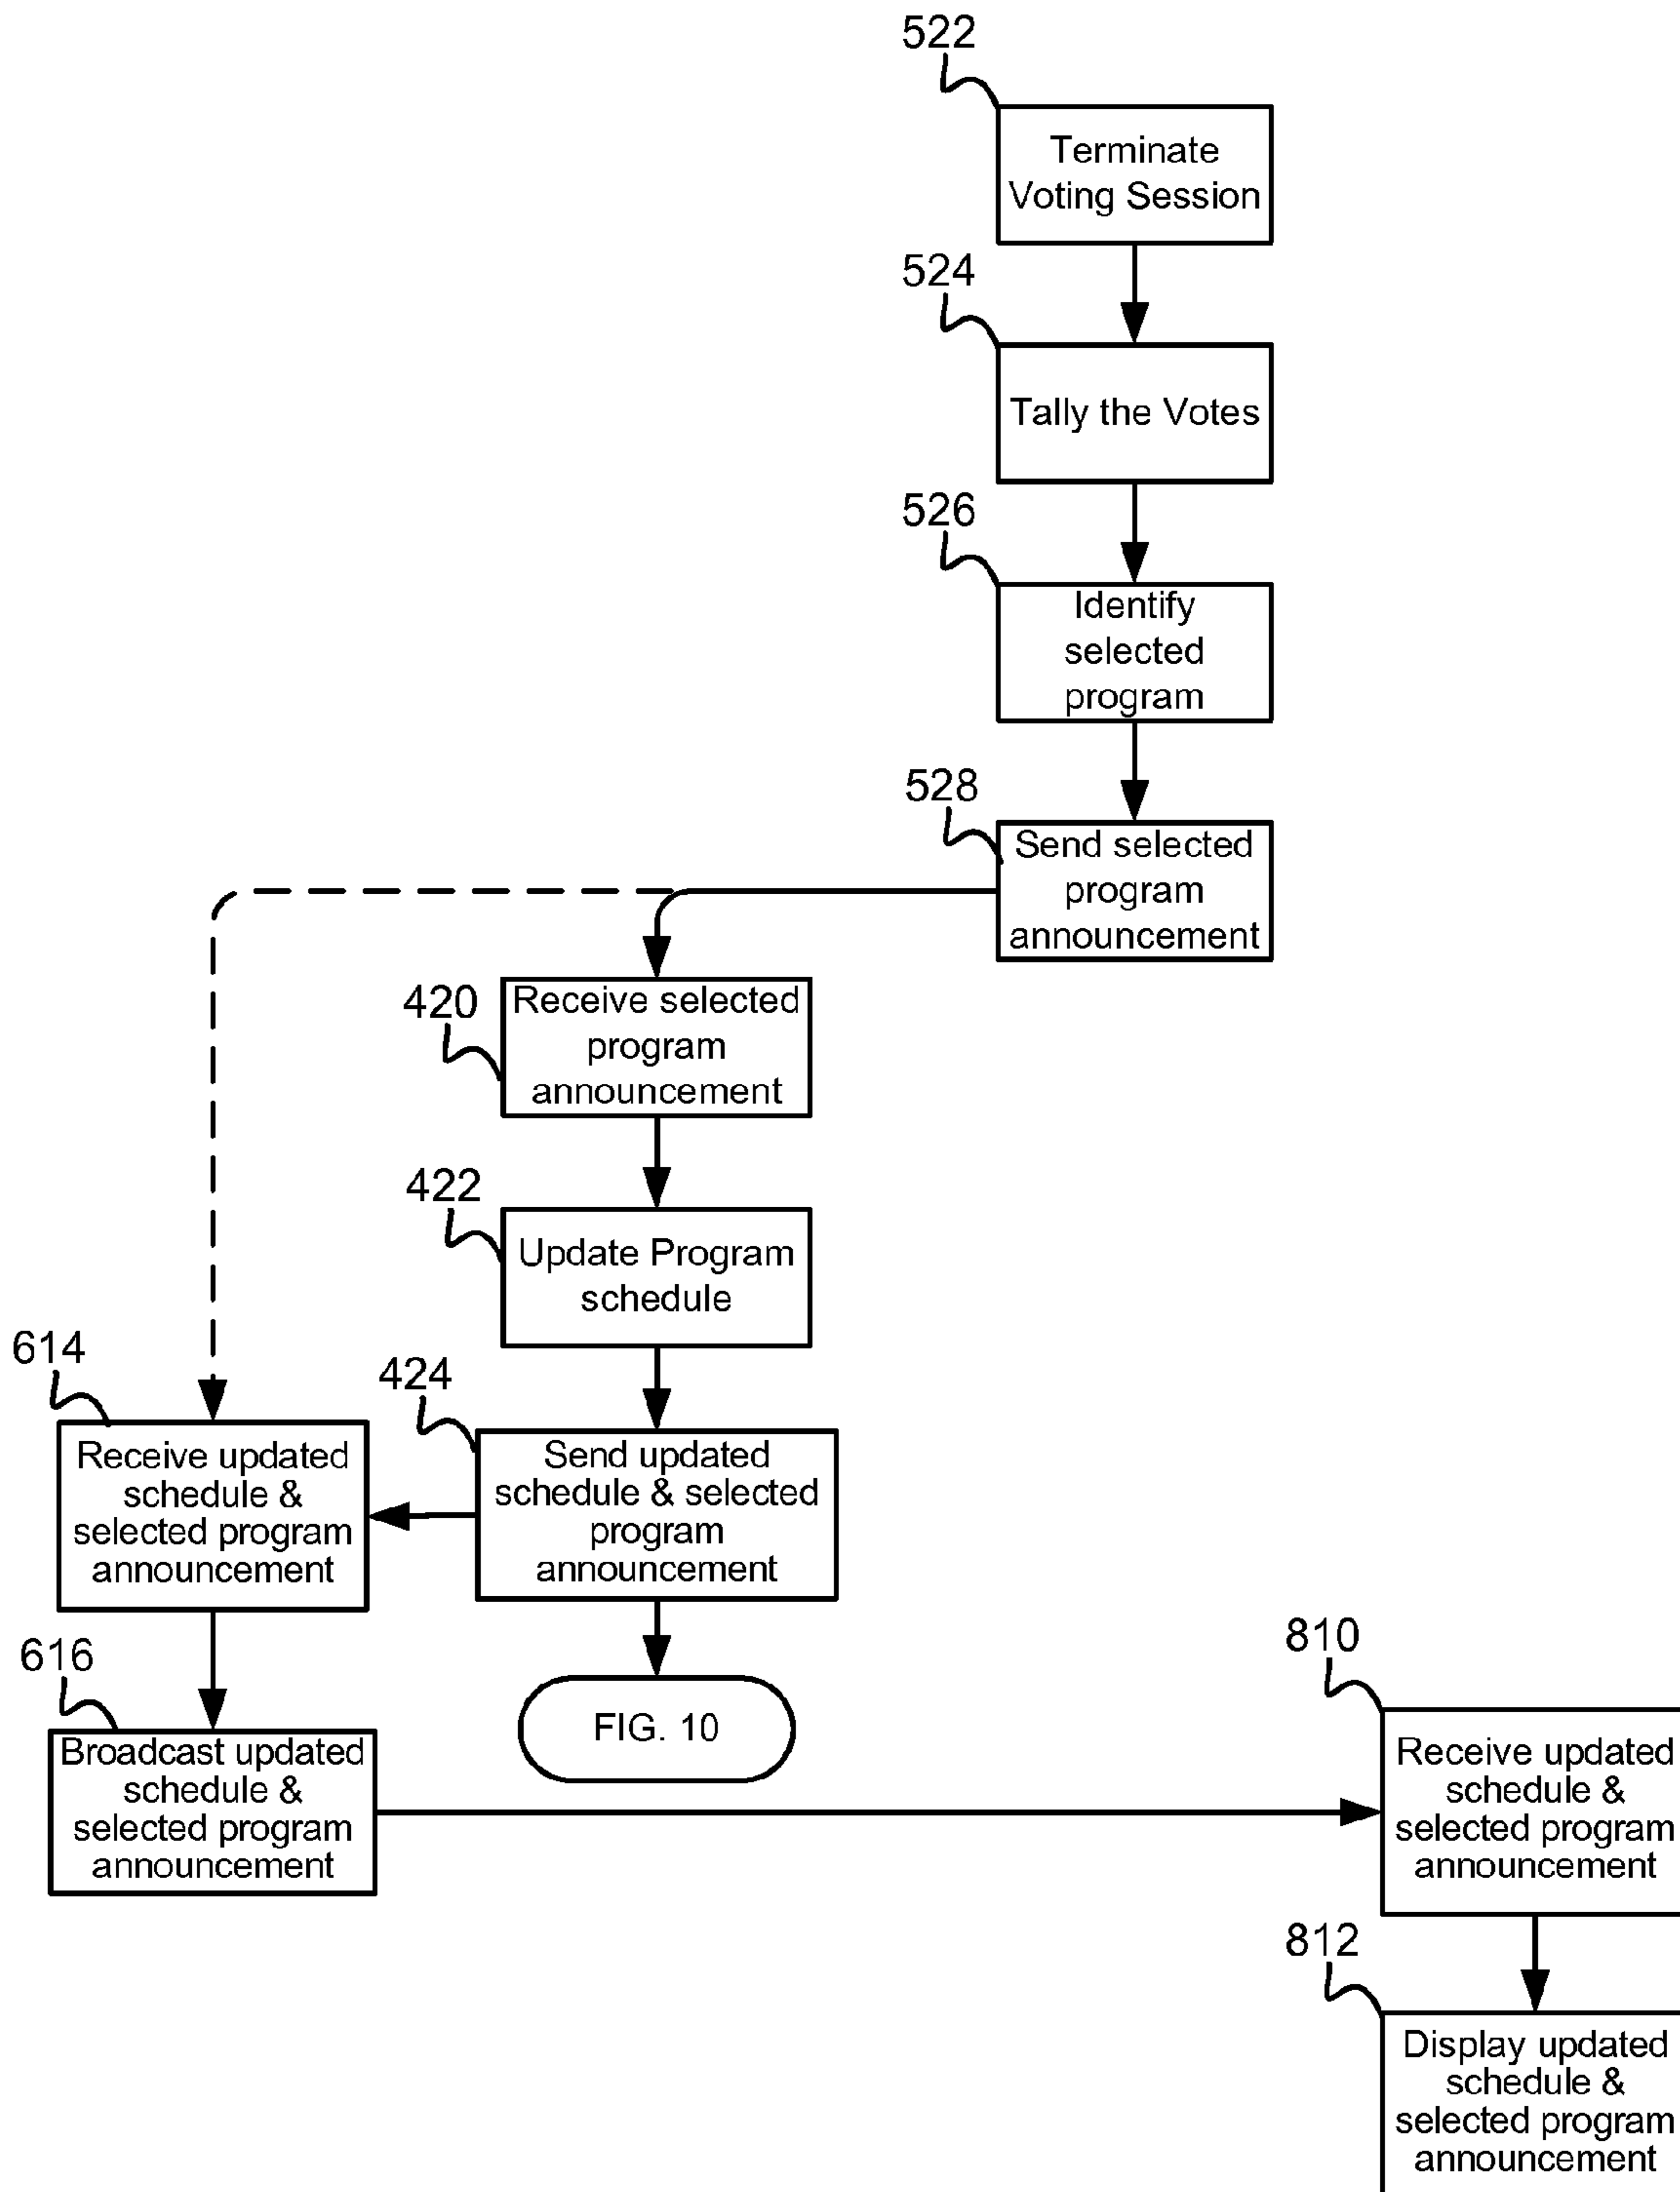 522
Terminate
Voting Session
524
Tally the Votes
526
Identify
selected
program
528
Send selected
program
announcement
420
Receive selected
program
announcement
422
Update Program
schedule
614
Receive updated
schedule &
selected program
announcement
424
Send updated
schedule & selected
program
announcement
616
Broadcast updated
schedule &
selected program
announcement
FIG. 10
810
Receive updated
schedule &
selected program
announcement
812
Display updated
schedule &
selected program
announcement